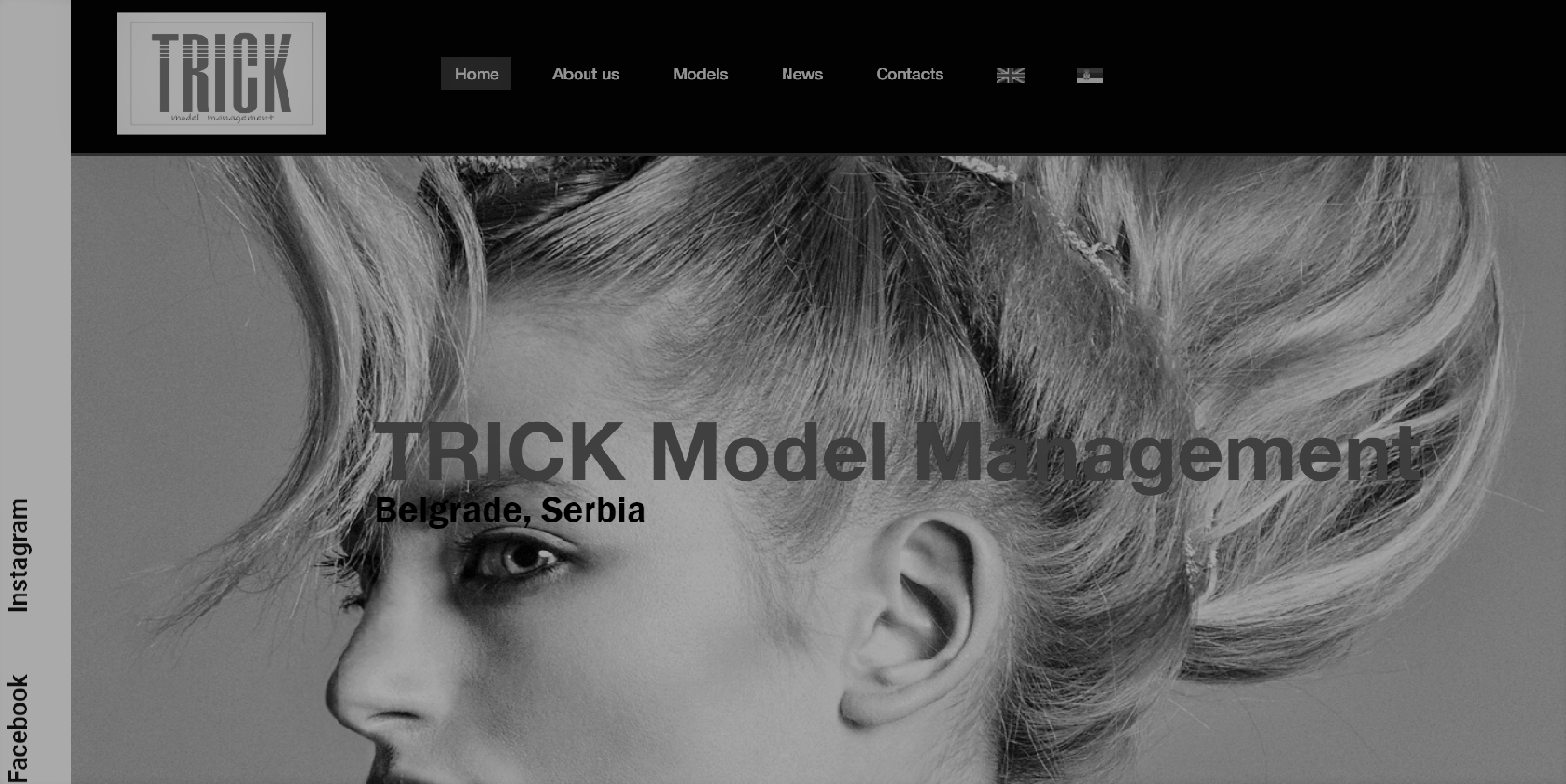 TRICK
model management
Home
About us
Models
News
Contacts
TRICK Model Management
Belgrade, Serbia
Instagram
Facebook